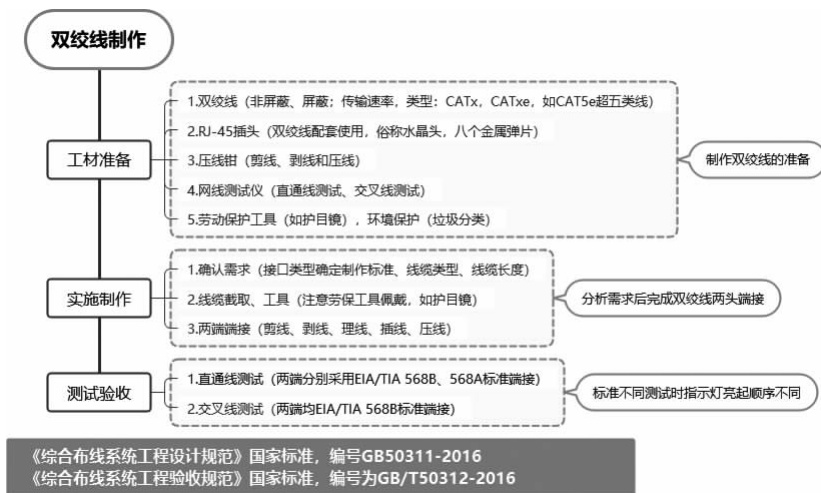 双绞线制作
工材准备
1.双绞线（非屏蔽、屏蔽；传输速率，类型：CATx，CATxe，如CAT5e超五类线）
2.RJ-45插头（双绞线配套使用，俗称水晶头，八个金属弹片）
3.压线钳（剪线、剥线和压线）
4.网线测试仪（直通线测试、交叉线测试）
5.劳动保护工具（如护目镜），环境保护（垃圾分类）
制作双绞线的准备
实施制作
1.确认需求（接口类型确定制作标准、线缆类型、线缆长度）
2.线缆截取、工具（注意劳保工具佩戴，如护目镜）
3.两端端接（剪线、剥线、理线、插线、压线）
分析需求后完成双绞线两头端接
测试验收
1.直通线测试（两端分别采用EIA/TIA 568B、568A标准端接）
2.交叉线测试（两端均EIA/TIA 568B标准端接）
标准不同测试时指示灯亮起顺序不同
《综合布线系统工程设计规范》国家标准，编号GB50311-2016
《综合布线系统工程验收规范》国家标准，编号为GB/T50312-2016